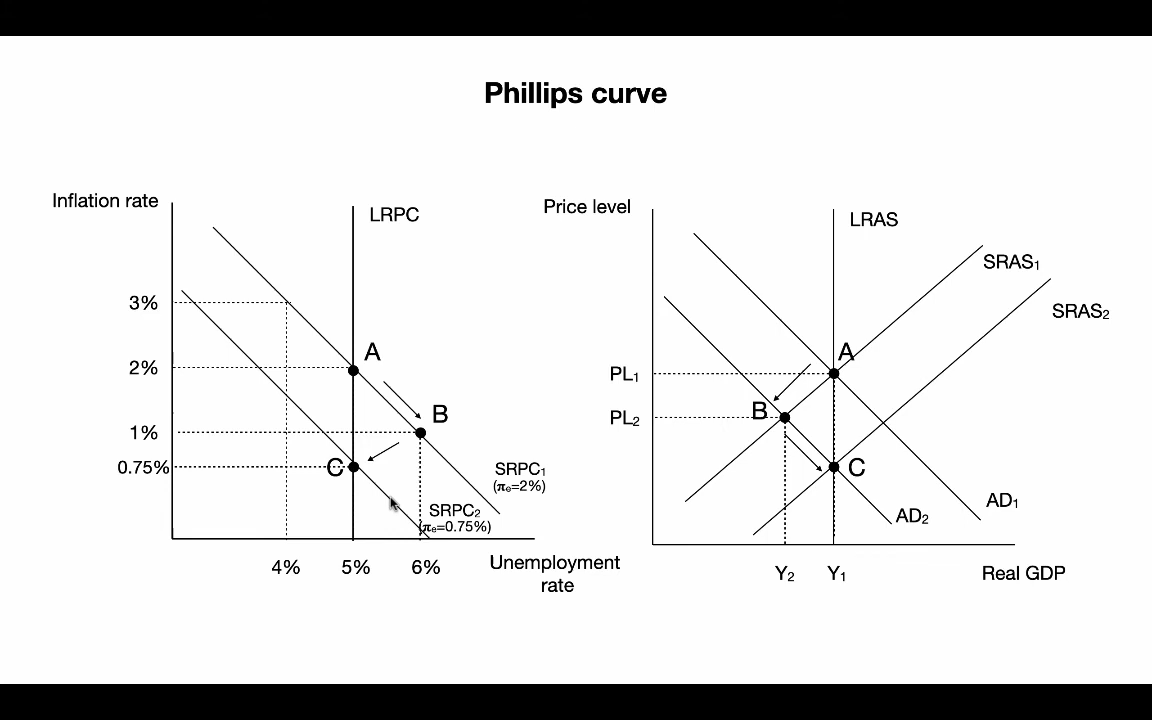 Phillips curve
Inflation rate
LRPC
3%
2%
A
B
1%
0.75%
C
SRPC₁
(πₑ=2%)
SRPC₂
(πₑ=0.75%)
4%
5%
6%
Unemployment
rate
Price level
LRAS
SRAS₁
SRAS₂
A
PL₁
B
PL₂
C
AD₁
AD₂
Y₂
Y₁
Real GDP